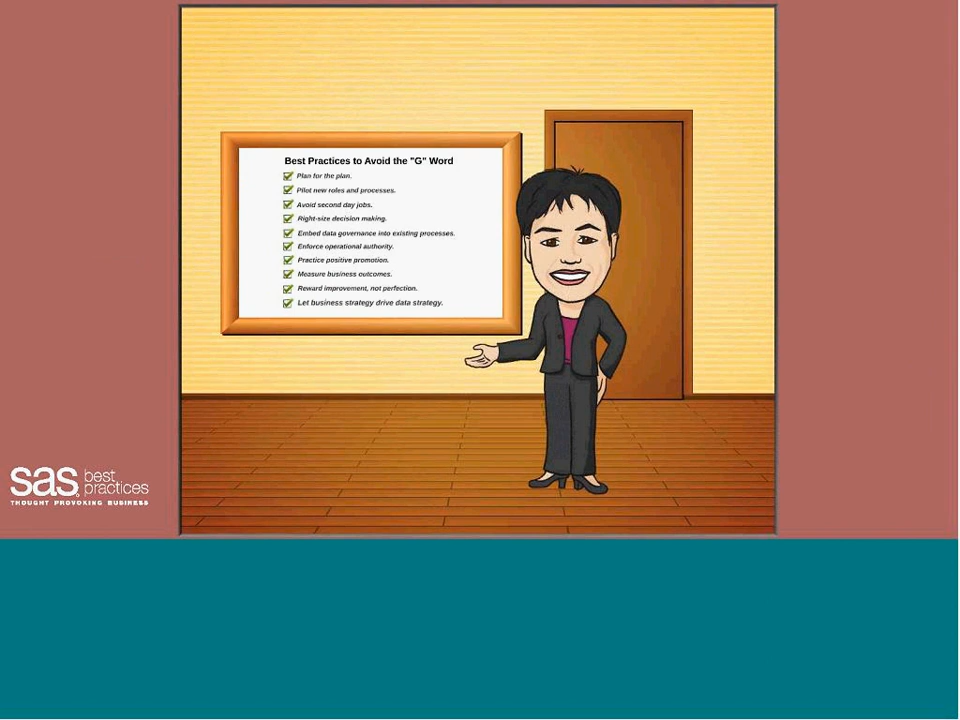 Best Practices to Avoid the "G" Word
Plan for the plan.
Pilot new roles and processes.
Avoid second day jobs.
Right-size decision making.
Embed data governance into existing processes.
Enforce operational authority.
Practice positive promotion.
Measure business outcomes.
Reward improvement, not perfection.
Let business strategy drive data strategy.
sas best
practices
THOUGHT PROVOKING BUSINESS